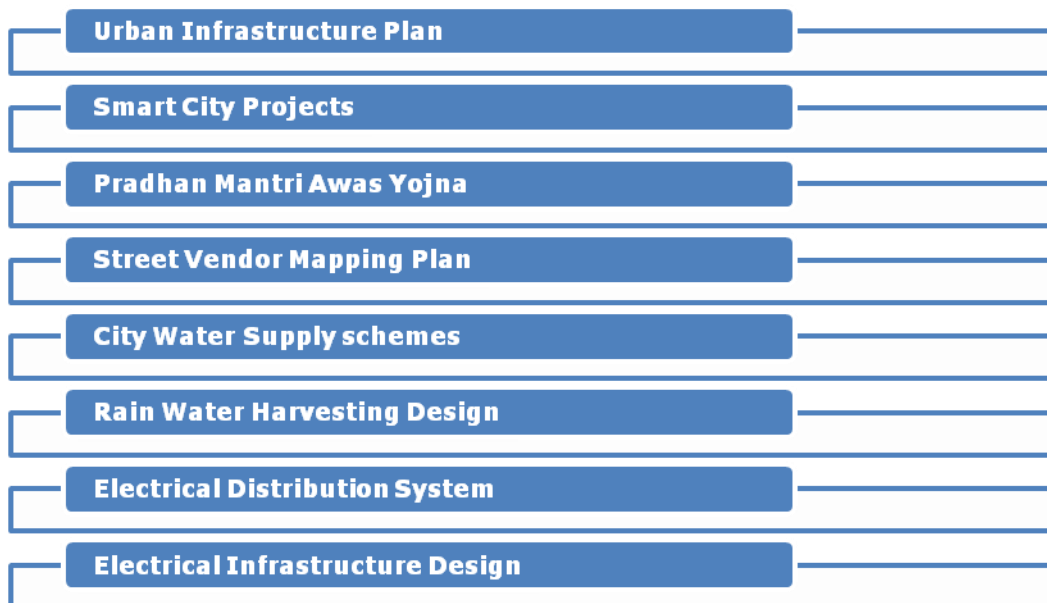 Urban Infrastructure Plan
Smart City Projects
Pradhan Mantri Awas Yojna
Street Vendor Mapping Plan
City Water Supply schemes
Rain Water Harvesting Design
Electrical Distribution System
Electrical Infrastructure Design